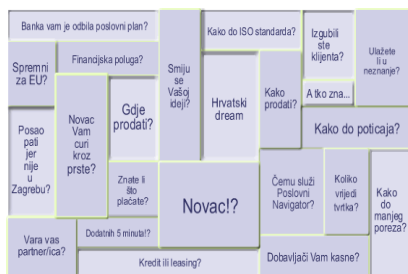 Banka vam je odbila poslovni plan?
Smiju
se
Vašoj
ideji?
Kako do ISO standarda?
Izgubili
ste
klijenta?
Ulažete
li u
neznanje?
Spremni
za EU?
Financijska poluga?
Novac
Vam
curi
kroz
prste?
Gdje
prodati?
Hrvatski
dream
Kako
prodati?
A tko zna...
Posao
pati
jer
nije
u
Zagrebu?
Kako do poticaja?
Znate li
što
plaćate?
Novac!?
Čemu služi
Poslovni
Navigator?
Koliko
vrijedi
tvrtka?
Kako
do
manjeg
poreza?
Vara vas
partner/ica?
Dodatnih 5 minuta!?
Kredit ili leasing?
Dobavljači Vam kasne?